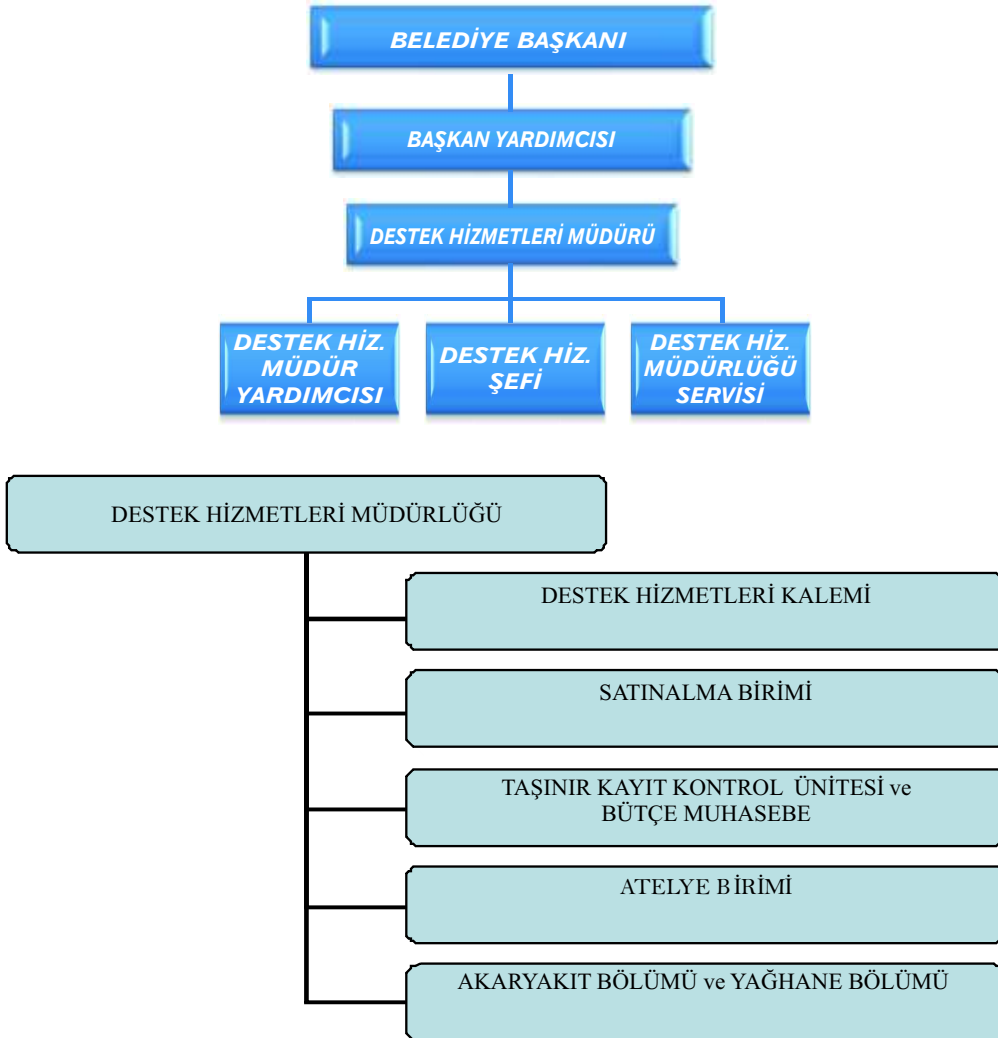 BELEDİYE BAŞKANI
BAŞKAN YARDIMCISI
DESTEK HİZMETLERİ MÜDÜRÜ
DESTEK HİZ.
MÜDÜR
YARDIMCISI
DESTEK HİZ.
ŞEFİ
DESTEK HİZ.
MÜDÜRLÜĞÜ
SERVİSİ
DESTEK HİZMETLERİ MÜDÜRLÜĞÜ
DESTEK HİZMETLERİ KALEMİ
SATINALMA BİRİMİ
TAŞINIR KAYIT KONTROL ÜNİTESİ ve
BÜTÇE MUHASEBE
ATELYE BİRİMİ
AKARYAKIT BÖLÜMÜ ve YAĞHANE BÖLÜMÜ